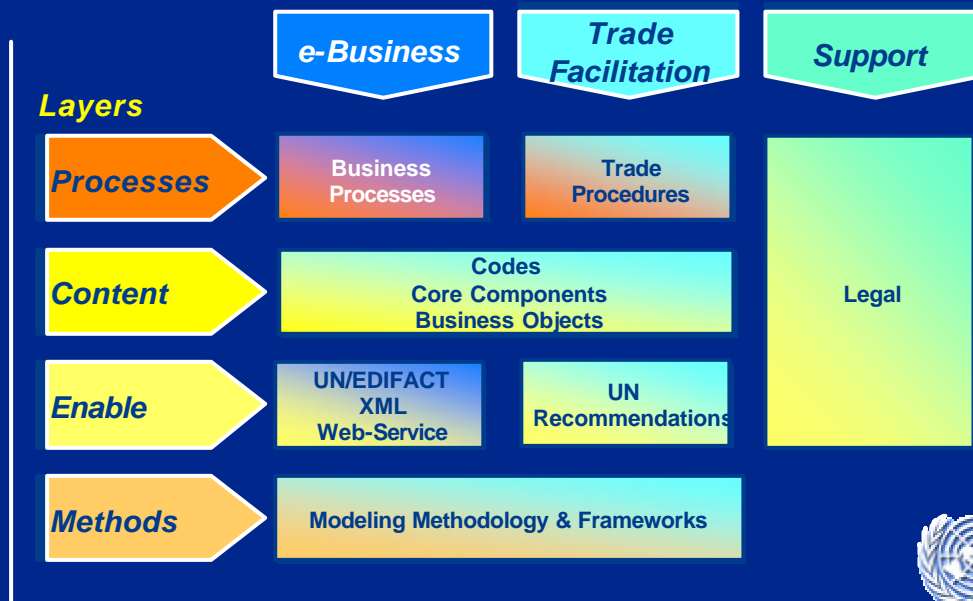 e-Business
Trade
Facilitation
Support
Layers
Processes
Business
Processes
Trade
Procedures
Content
Codes
Core Components
Business Objects
Legal
Enable
UN/EDIFACT
XML
Web-Service
UN
Recommendations
Methods
Modeling Methodology & Frameworks